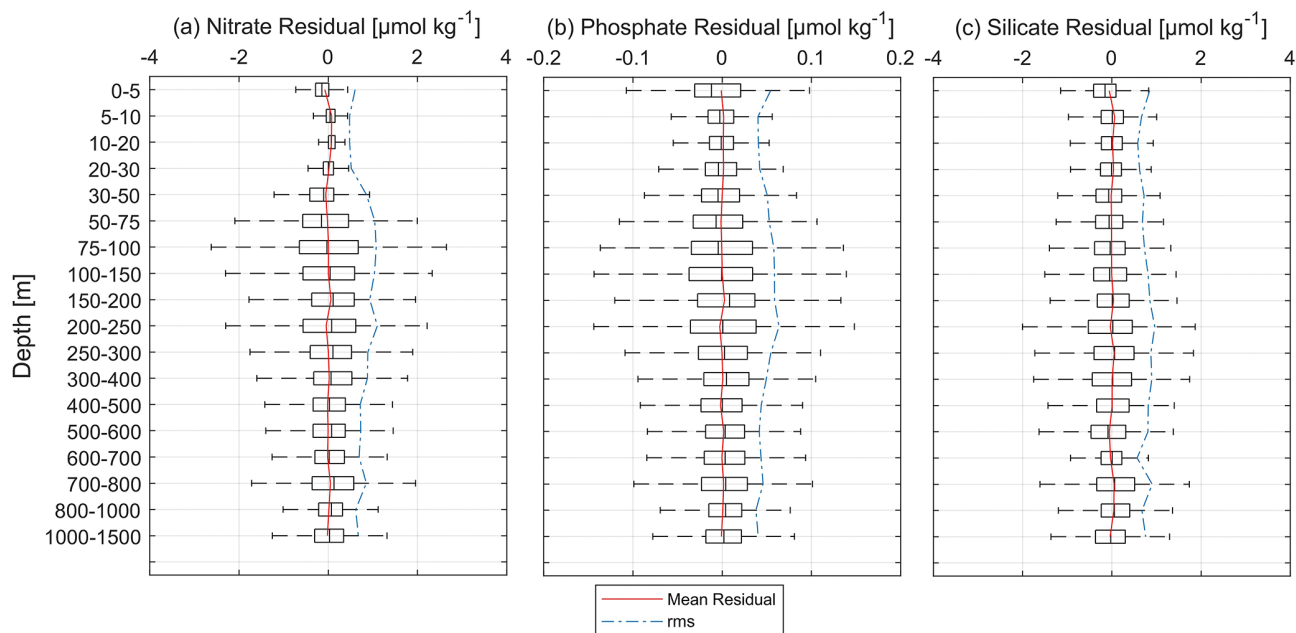 (a) Nitrate Residual [µmol kg⁻¹]
(b) Phosphate Residual [µmol kg⁻¹]
(c) Silicate Residual [µmol kg⁻¹]
-4 -2 0 2 4
-0.2 -0.1 0 0.1 0.2
-4 -2 0 2 4
Depth [m]
0-5
5-10
10-20
20-30
30-50
50-75
75-100
100-150
150-200
200-250
250-300
300-400
400-500
500-600
600-700
700-800
800-1000
1000-1500
Mean Residual
rms